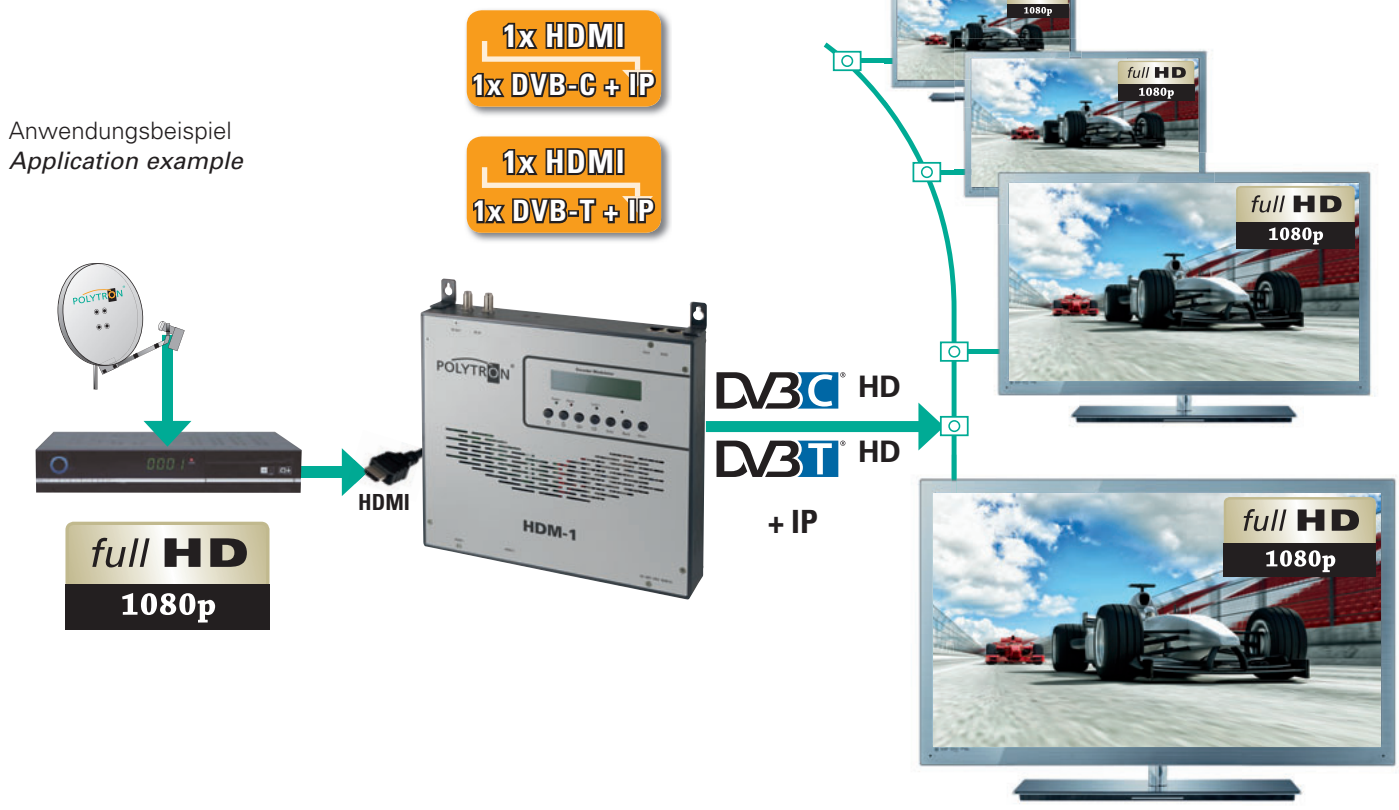 1x HDMI
1x DVB-C + IP
1x HDMI
1x DVB-T + IP
Anwendungsbeispiel
Application example
1080p
full HD
1080p
full HD
1080p
POLYTRON
POLYTRON®
DVB C® HD
DVB T® HD
+ IP
0001
HDMI
HDM-1
full HD
1080p
full HD
1080p